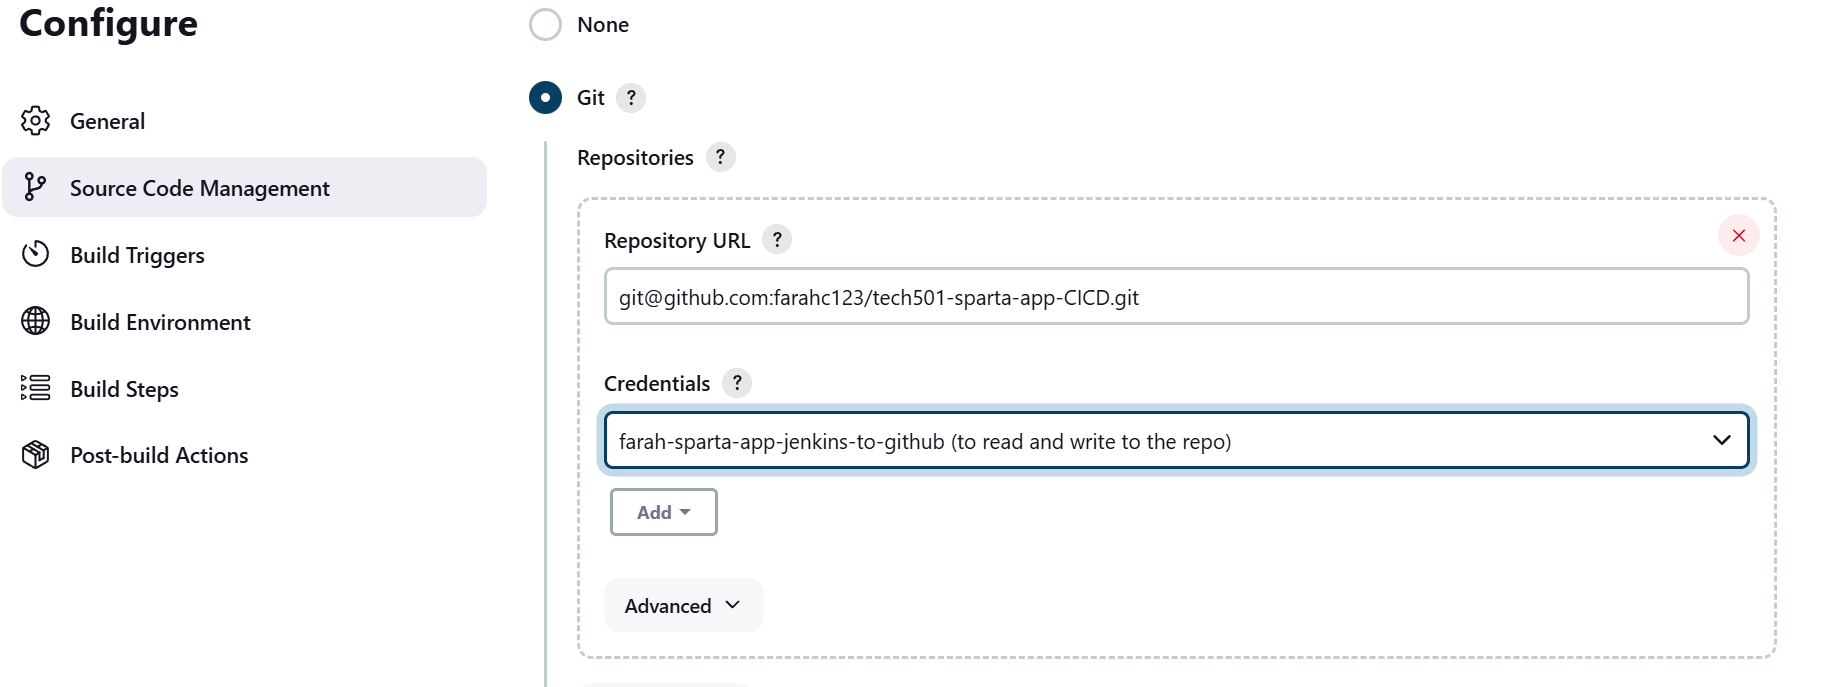 Configure
General
Source Code Management
Build Triggers
Build Environment
Build Steps
Post-build Actions
None
Git ?
Repositories ?
Repository URL ?
git@github.com:farahc123/tech501-sparta-app-CICD.git
Credentials ?
farah-sparta-app-jenkins-to-github (to read and write to the repo)
Add
Advanced